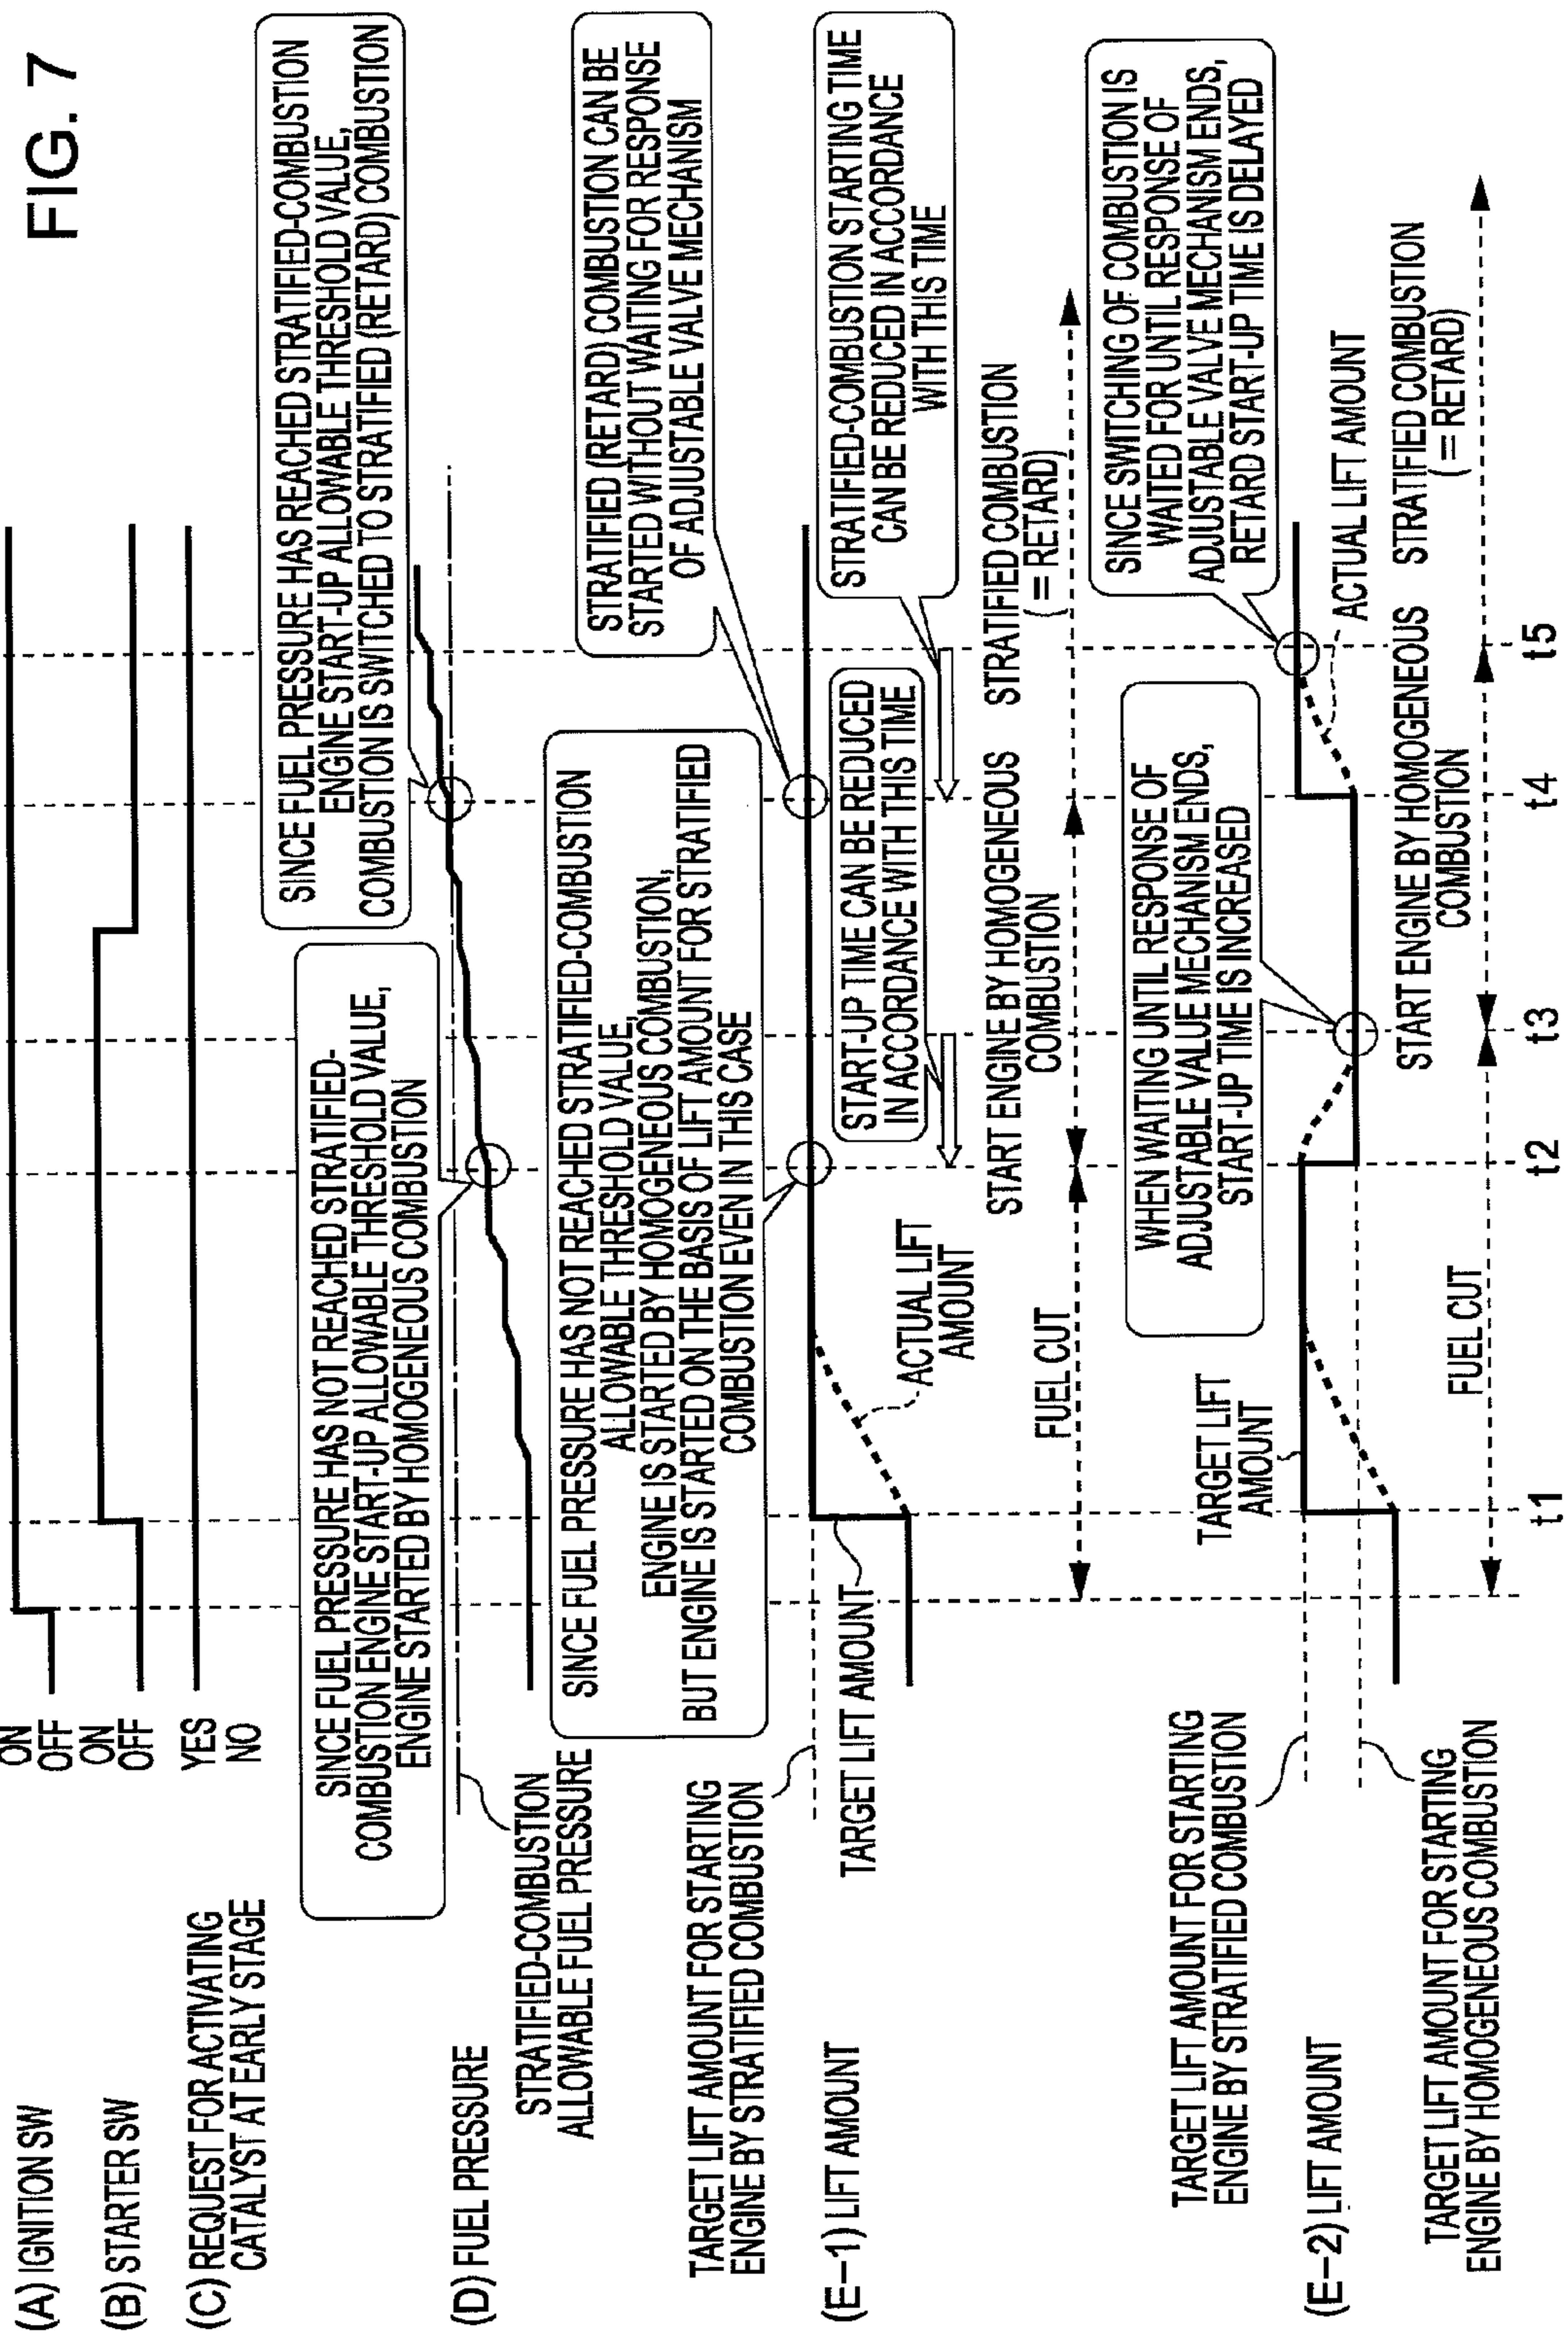 FIG. 7
(A) IGNITION SW
ON
OFF
(B) STARTER SW
ON
OFF
(C) REQUEST FOR ACTIVATING
CATALYST AT EARLY STAGE
YES
NO
SINCE FUEL PRESSURE HAS REACHED STRATIFIED-COMBUSTION
ENGINE START-UP ALLOWABLE THRESHOLD VALUE,
COMBUSTION IS SWITCHED TO STRATIFIED (RETARD) COMBUSTION
SINCE FUEL PRESSURE HAS NOT REACHED STRATIFIED-
COMBUSTION ENGINE START-UP ALLOWABLE THRESHOLD VALUE,
ENGINE STARTED BY HOMOGENEOUS COMBUSTION
(D) FUEL PRESSURE
STRATIFIED-COMBUSTION
ALLOWABLE FUEL PRESSURE
STRATIFIED (RETARD) COMBUSTION CAN BE
STARTED WITHOUT WAITING FOR RESPONSE
OF ADJUSTABLE VALVE MECHANISM
SINCE FUEL PRESSURE HAS NOT REACHED STRATIFIED-COMBUSTION
ALLOWABLE THRESHOLD VALUE,
ENGINE IS STARTED BY HOMOGENEOUS COMBUSTION,
BUT ENGINE IS STARTED ON THE BASIS OF LIFT AMOUNT FOR STRATIFIED
COMBUSTION EVEN IN THIS CASE
TARGET LIFT AMOUNT FOR STARTING
ENGINE BY STRATIFIED COMBUSTION
(E-1) LIFT AMOUNT
TARGET LIFT AMOUNT
ACTUAL LIFT
AMOUNT
START-UP TIME CAN BE REDUCED
IN ACCORDANCE WITH THIS TIME
STRATIFIED-COMBUSTION STARTING TIME
CAN BE REDUCED IN ACCORDANCE
WITH THIS TIME
FUEL CUT
START ENGINE BY HOMOGENEOUS
COMBUSTION
STRATIFIED COMBUSTION
(= RETARD)
SINCE SWITCHING OF COMBUSTION IS
WAITED FOR UNTIL RESPONSE OF
ADJUSTABLE VALVE MECHANISM ENDS,
RETARD START-UP TIME IS DELAYED
WHEN WAITING UNTIL RESPONSE OF
ADJUSTABLE VALUE MECHANISM ENDS,
START-UP TIME IS INCREASED
TARGET LIFT AMOUNT FOR STARTING
ENGINE BY STRATIFIED COMBUSTION
TARGET LIFT
AMOUNT
(E-2) LIFT AMOUNT
ACTUAL LIFT AMOUNT
TARGET LIFT AMOUNT FOR STARTING
ENGINE BY HOMOGENEOUS COMBUSTION
FUEL CUT
START ENGINE BY HOMOGENEOUS
COMBUSTION
STRATIFIED COMBUSTION
(= RETARD)
t1
t2
t3
t4
t5